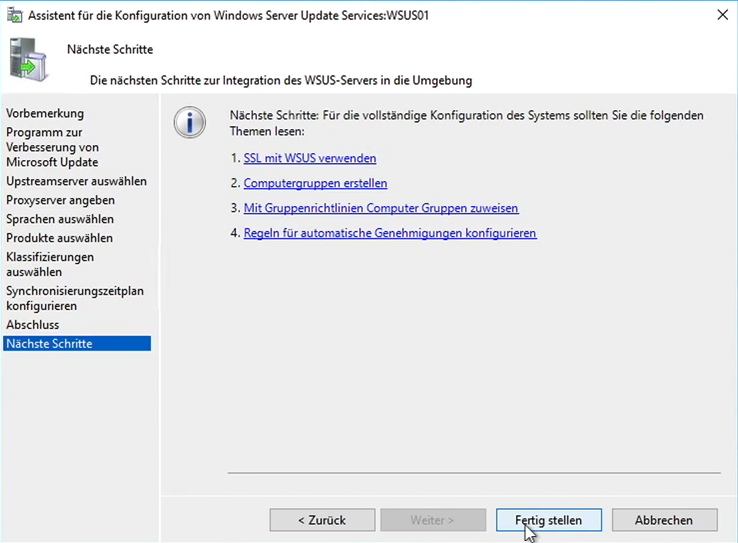 Assistent für die Konfiguration von Windows Server Update Services:WSUS01
Nächste Schritte
Die nächsten Schritte zur Integration des WSUS-Servers in die Umgebung
Vorbemerkung
Programm zur
Verbesserung von
Microsoft Update
Upstreamserver auswählen
Proxyserver angeben
Sprachen auswählen
Produkte auswählen
Klassifizierungen
auswählen
Synchronisierungszeitplan
konfigurieren
Abschluss
Nächste Schritte
Nächste Schritte: Für die vollständige Konfiguration des Systems sollten Sie die folgenden
Themen lesen:
1. SSL mit WSUS verwenden
2. Computergruppen erstellen
3. Mit Gruppenrichtlinien Computer Gruppen zuweisen
4. Regeln für automatische Genehmigungen konfigurieren
< Zurück
Weiter >
Fertig stellen
Abbrechen